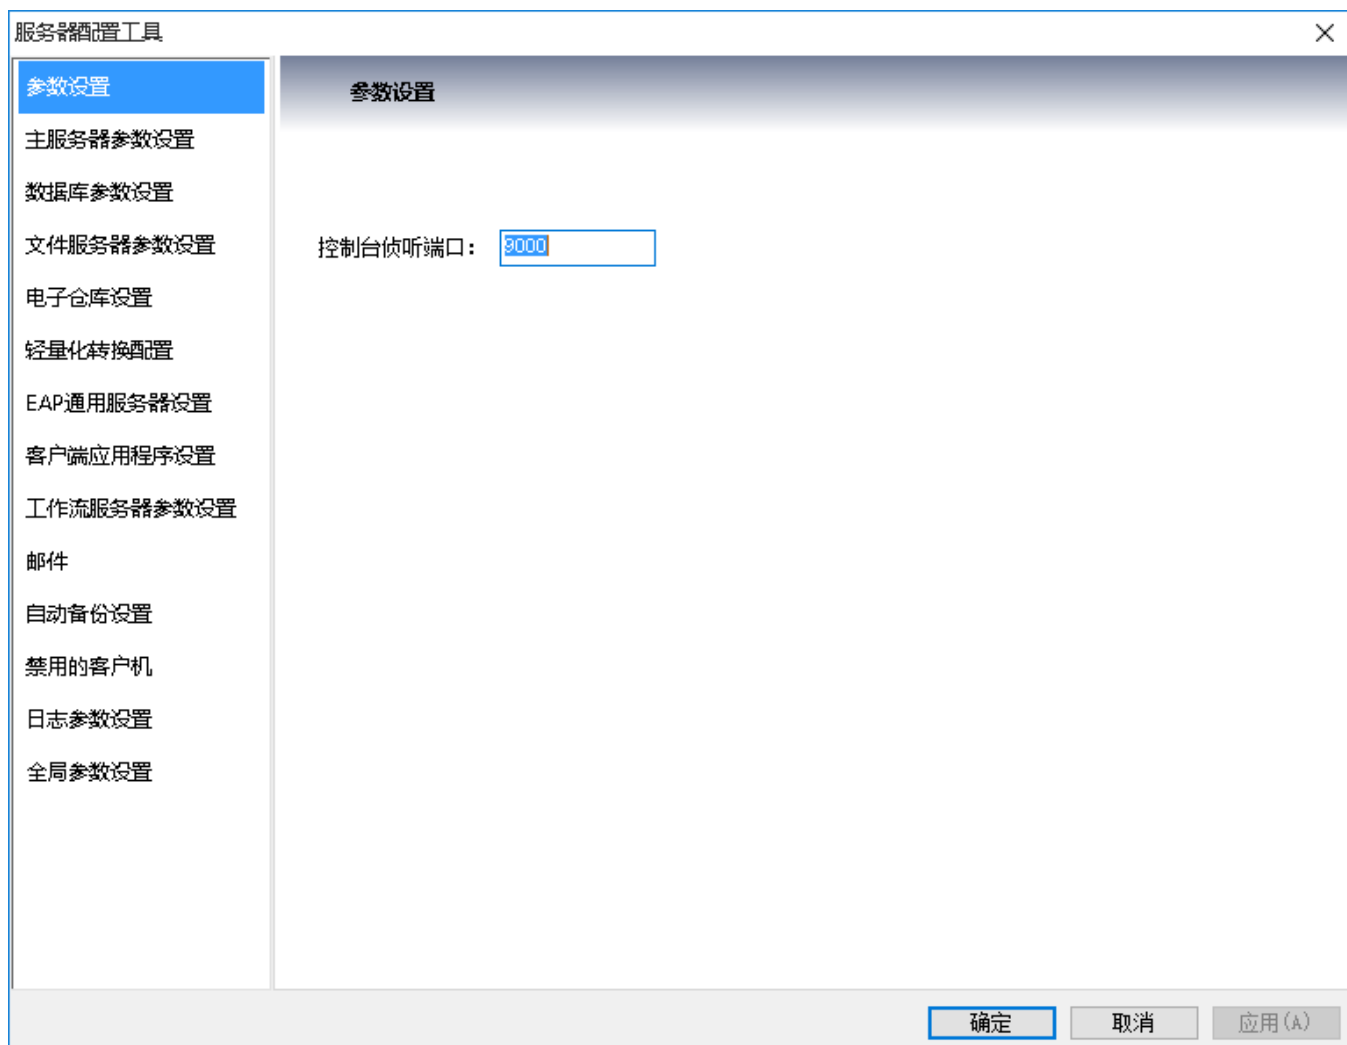 服务器配置工具
参数设置
主服务器参数设置
数据库参数设置
文件服务器参数设置
电子仓库设置
轻量化转换配置
EAP通用服务器设置
客户端应用程序设置
工作流服务器参数设置
邮件
自动备份设置
禁用的客户机
日志参数设置
全局参数设置
参数设置
控制台侦听端口： 9000
确定 取消 应用(A)